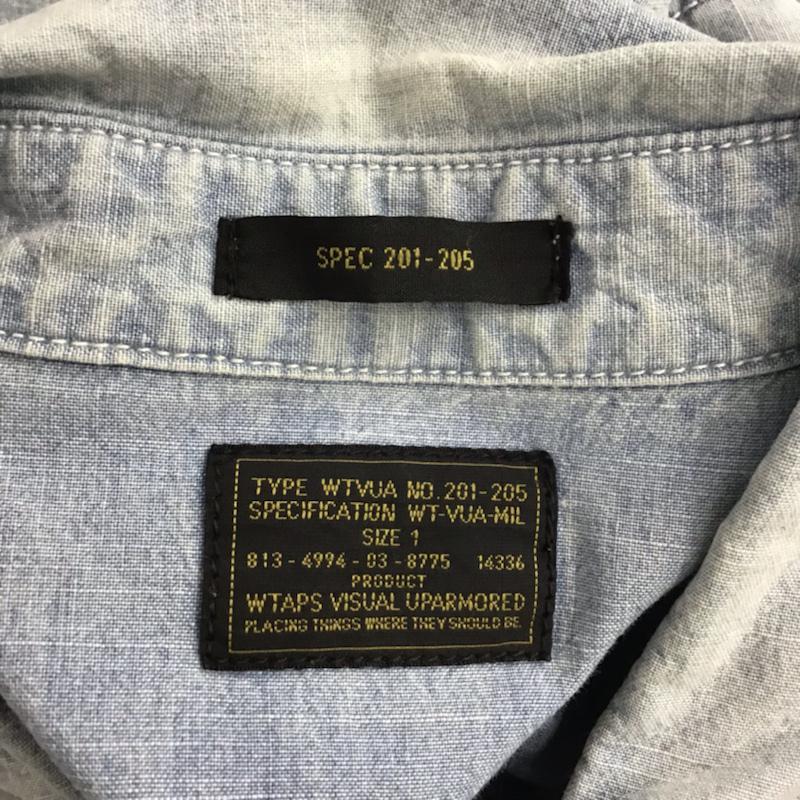 SPEC 201-205
TYPE WTVUA NO.201-205
SPECIFICATION WT-VUA-MIL
SIZE 1
813-4994-03-8775 14336
PRODUCT
WTAPS VISUAL UPARMORED
PLACING THINGS WHERE THEY SHOULD BE.